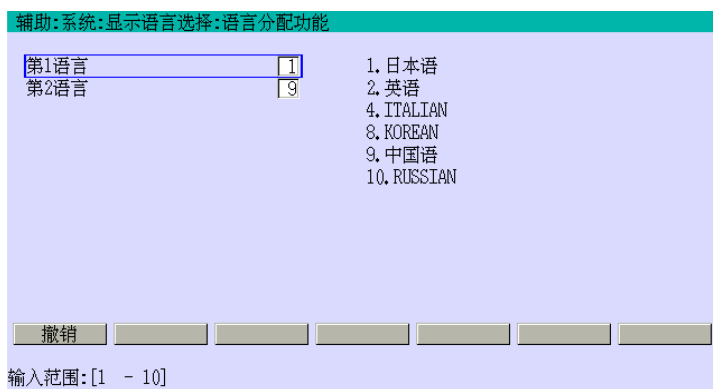 辅助:系统:显示语言选择:语言分配功能
第1语言 1
第2语言 9
1.日本语
2.英语
4.ITALIAN
8.KOREAN
9.中国语
10.RUSSIAN
撤销
输入范围:[1 - 10]